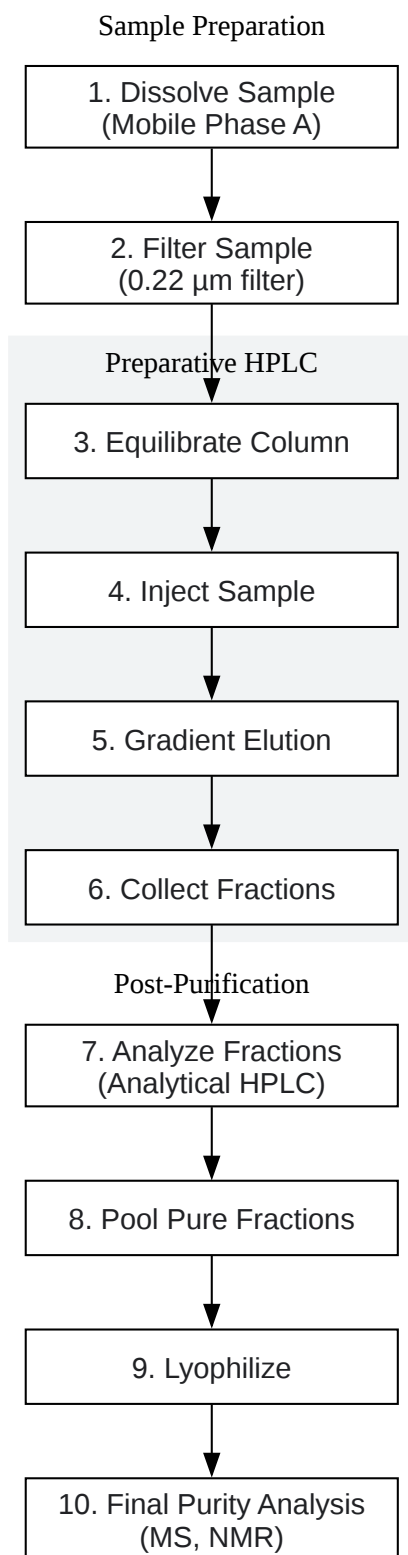 Sample Preparation
1. Dissolve Sample
(Mobile Phase A)
2. Filter Sample
(0.22 µm filter)
Preparative HPLC
3. Equilibrate Column
4. Inject Sample
5. Gradient Elution
6. Collect Fractions
Post-Purification
7. Analyze Fractions
(Analytical HPLC)
8. Pool Pure Fractions
9. Lyophilize
10. Final Purity Analysis
(MS, NMR)